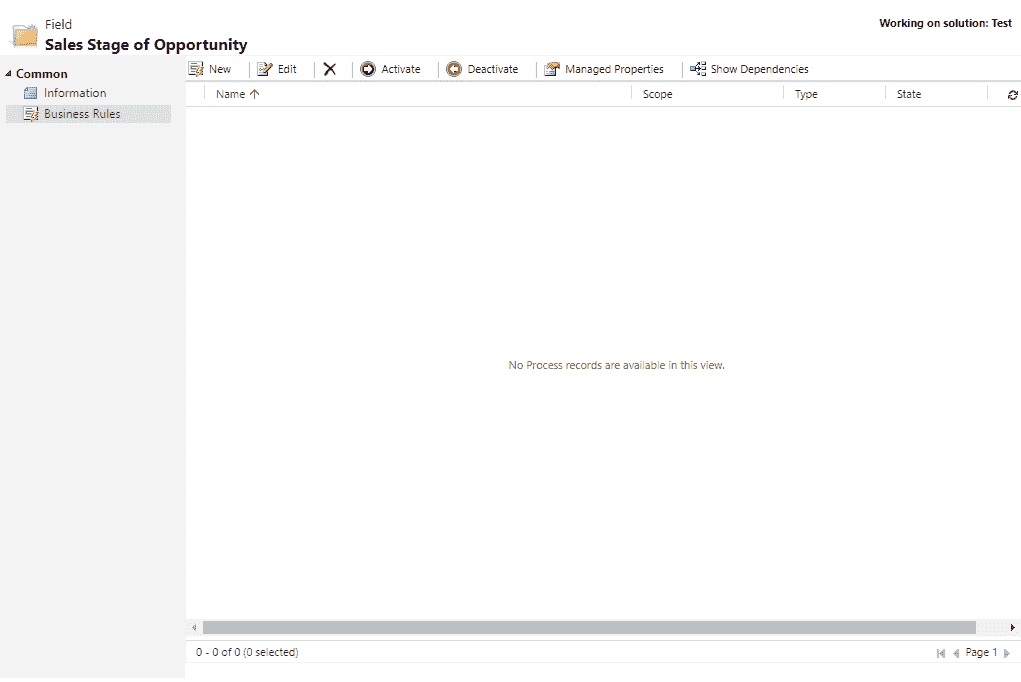 Field
Sales Stage of Opportunity
Working on solution: Test
Common
Information
Business Rules
New Edit Activate Deactivate Managed Properties Show Dependencies
Name Scope Type State
No Process records are available in this view.
0 - 0 of 0 (0 selected)
Page 1